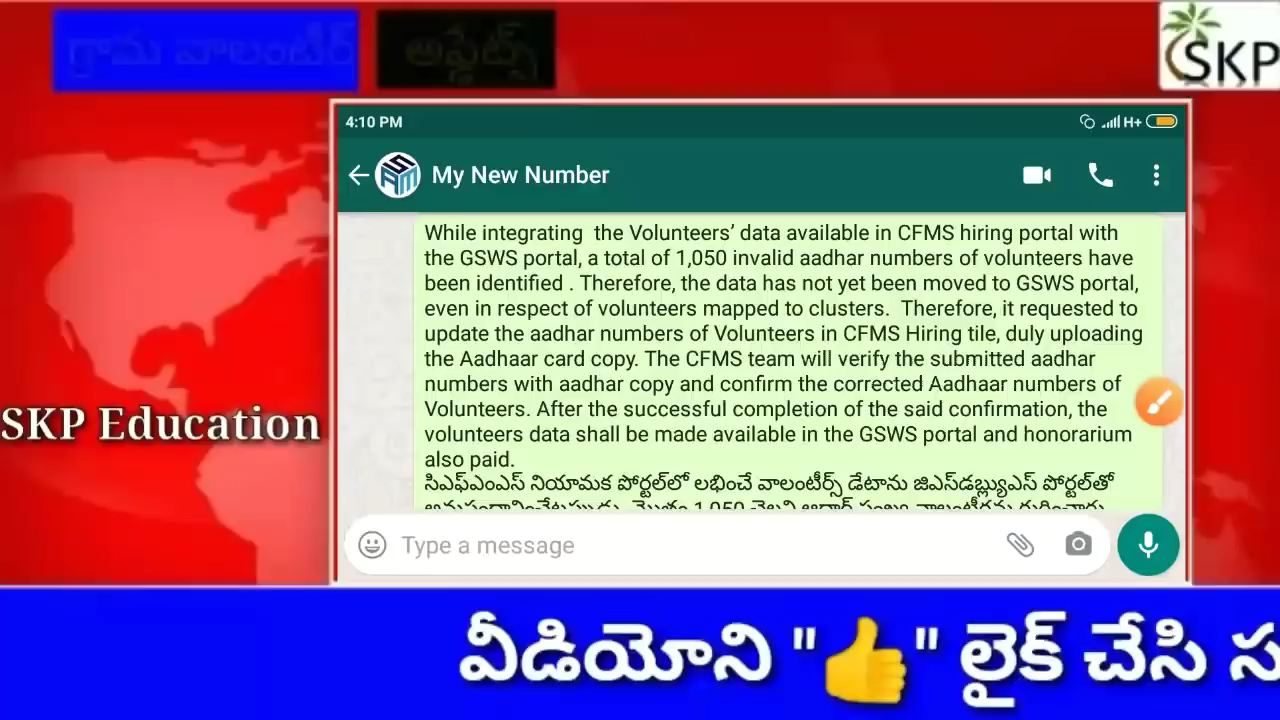 గ్రామ వాలంటీర్ అప్డేట్స్
SKP
4:10 PM
H+
My New Number
While integrating the Volunteers’ data available in CFMS hiring portal with
the GSWS portal, a total of 1,050 invalid aadhar numbers of volunteers have
been identified . Therefore, the data has not yet been moved to GSWS portal,
even in respect of volunteers mapped to clusters. Therefore, it requested to
update the aadhar numbers of Volunteers in CFMS Hiring tile, duly uploading
the Aadhaar card copy. The CFMS team will verify the submitted aadhar
numbers with aadhar copy and confirm the corrected Aadhaar numbers of
Volunteers. After the successful completion of the said confirmation, the
volunteers data shall be made available in the GSWS portal and honorarium
also paid.
సిఎఫ్ఎంఎస్ నియామక పోర్టల్‌లో లభించే వాలంటీర్స్ డేటాను జిఎస్‌డబ్ల్యుఎస్ పోర్టల్‌తో
SKP Education
Type a message
వీడియోని "👍" లైక్ చేసి